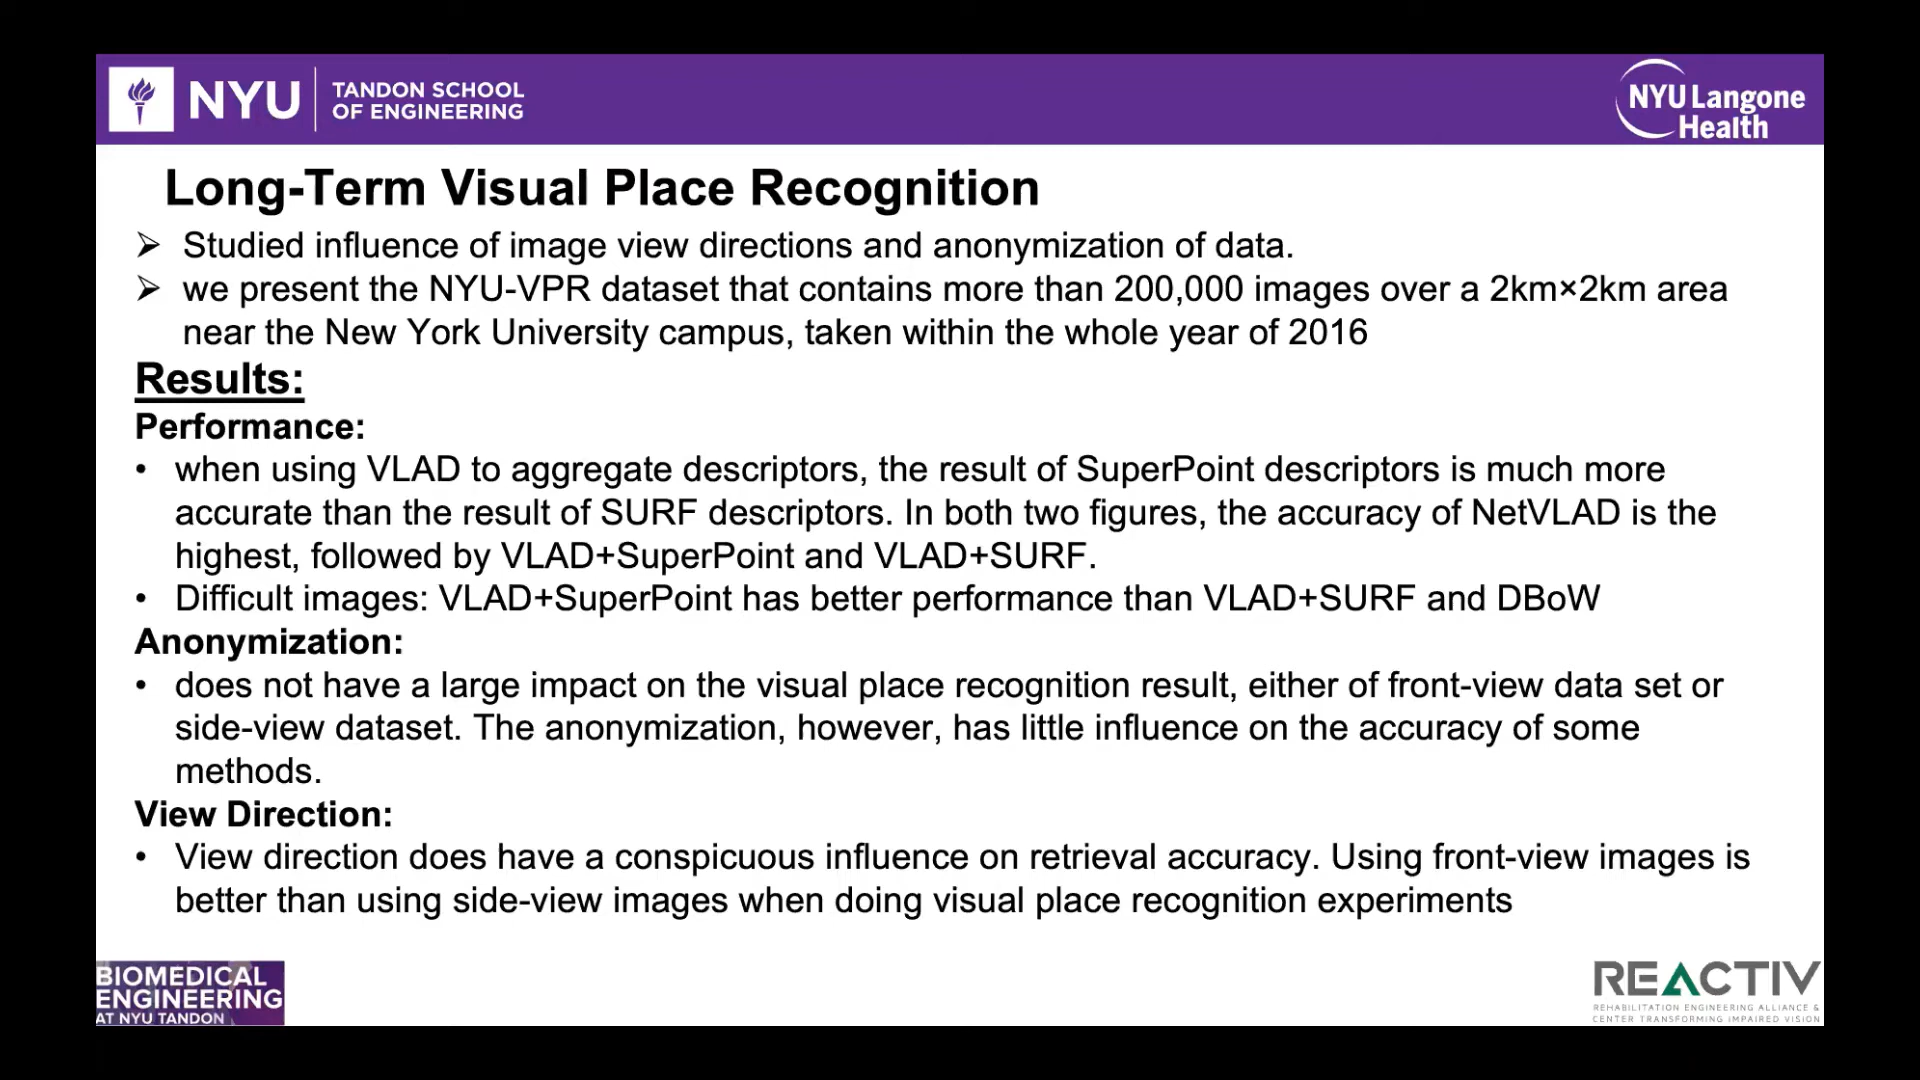 NYU
TANDON SCHOOL
OF ENGINEERING
NYU Langone
Health
Long-Term Visual Place Recognition
➢ Studied influence of image view directions and anonymization of data.
➢ we present the NYU-VPR dataset that contains more than 200,000 images over a 2km×2km area
near the New York University campus, taken within the whole year of 2016
Results:
Performance:
• when using VLAD to aggregate descriptors, the result of SuperPoint descriptors is much more
accurate than the result of SURF descriptors. In both two figures, the accuracy of NetVLAD is the
highest, followed by VLAD+SuperPoint and VLAD+SURF.
• Difficult images: VLAD+SuperPoint has better performance than VLAD+SURF and DBoW
Anonymization:
• does not have a large impact on the visual place recognition result, either of front-view data set or
side-view dataset. The anonymization, however, has little influence on the accuracy of some
methods.
View Direction:
• View direction does have a conspicuous influence on retrieval accuracy. Using front-view images is
better than using side-view images when doing visual place recognition experiments
BIOMEDICAL
ENGINEERING
AT NYU TANDON
REACTIV
REHABILITATION ENGINEERING ALLIANCE &
CENTER TRANSFORMING IMPAIRED VISION